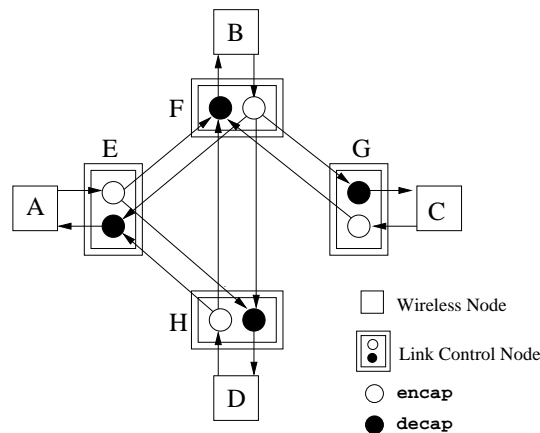 B
F
E
G
A
C
H
D
Wireless Node
Link Control Node
encap
decap